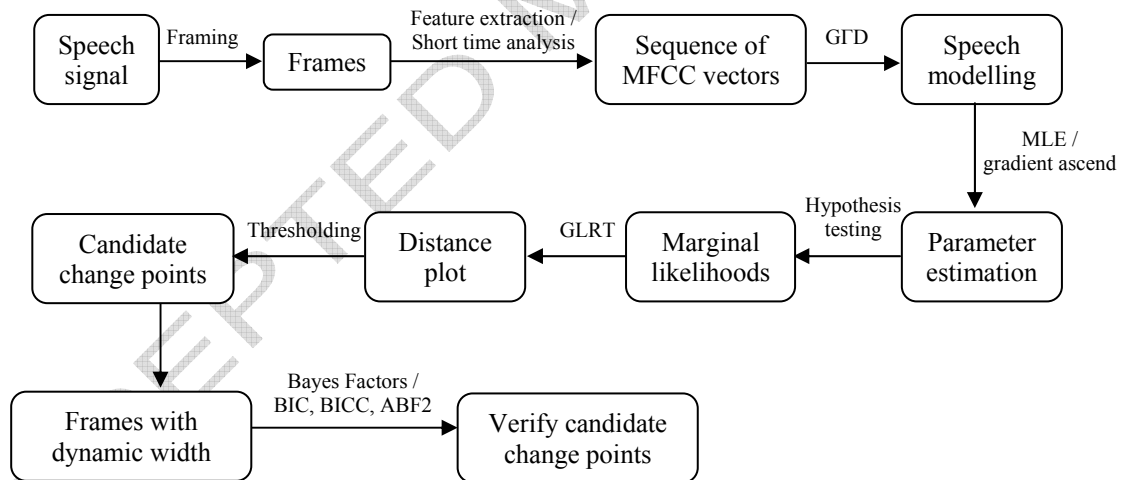 Speech
signal
Framing
Frames
Feature extraction /
Short time analysis
Sequence of
MFCC vectors
GΓD
Speech
modelling
MLE /
gradient ascend
Parameter
estimation
Hypothesis
testing
Marginal
likelihoods
GLRT
Distance
plot
Thresholding
Candidate
change points
Frames with
dynamic width
Bayes Factors /
BIC, BICC, ABF2
Verify candidate
change points
EPTED M